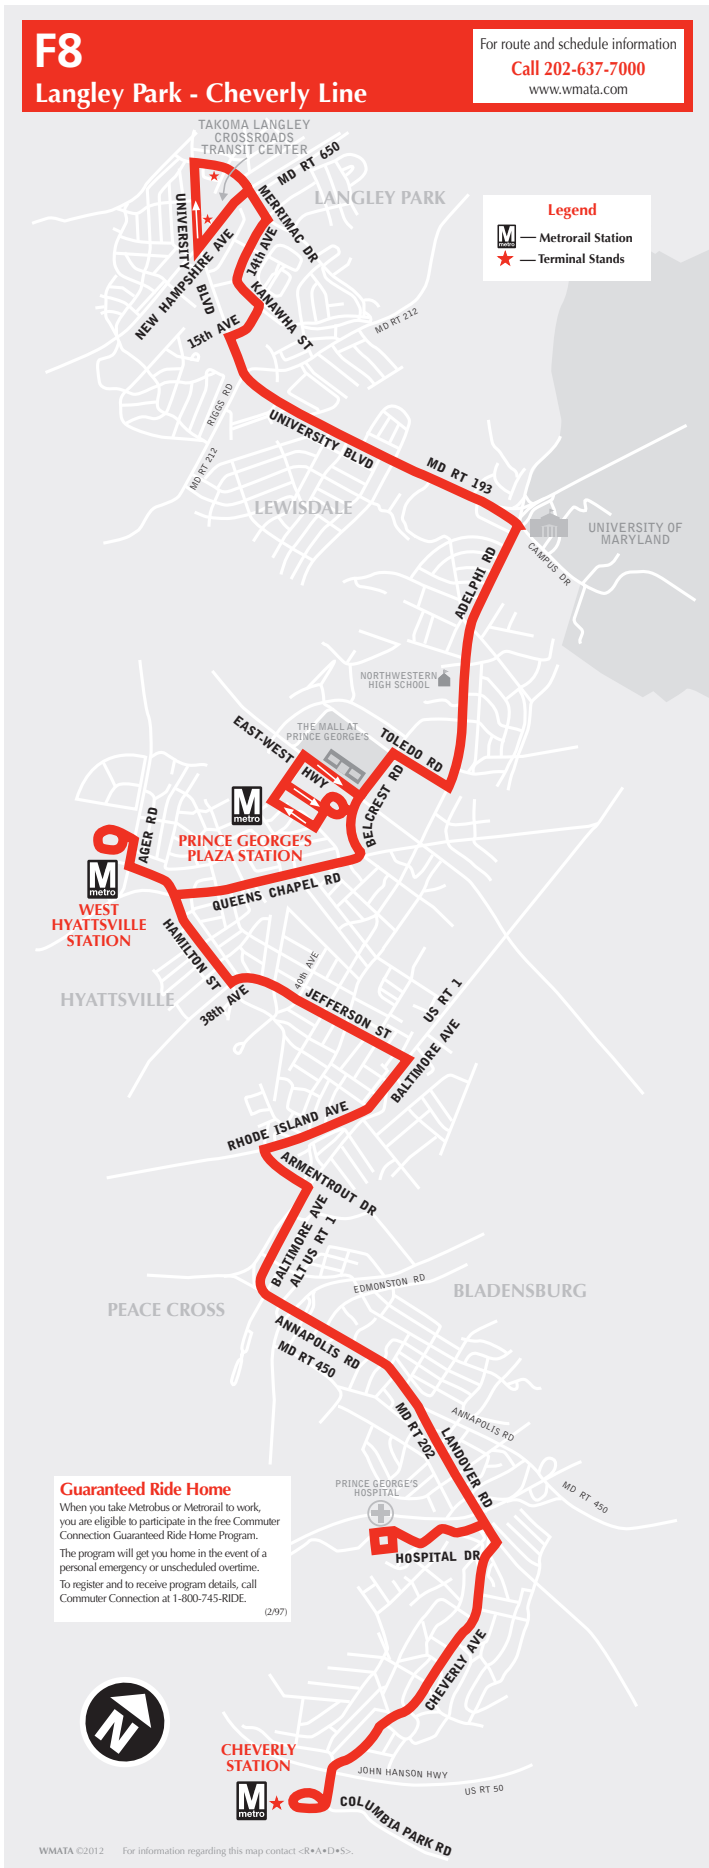 F8
Langley Park - Cheverly Line
For route and schedule information
Call 202-637-7000
www.wmata.com
TAKOMA LANGLEY
CROSSROADS
TRANSIT CENTER
MD RT 650
LANGLEY PARK
Legend
M
metro
Metrorail Station
Terminal Stands
UNIVERSITY
BLVD
MERRIMAC DR
14th AVE
NEW HAMPSHIRE AVE
KANAWHA ST
15th AVE
MD RT 212
RIGGS RD
UNIVERSITY BLVD
MD RT 193
MD RT 212
LEWISDALE
UNIVERSITY OF
MARYLAND
CAMPUS DR
ADELPHI RD
NORTHWESTERN
HIGH SCHOOL
EAST-WEST
HWY
THE MALL AT
PRINCE GEORGE'S
TOLEDO RD
BELCREST RD
M
metro
PRINCE GEORGE'S
PLAZA STATION
AGER RD
M
metro
WEST
HYATTSVILLE
STATION
QUEENS CHAPEL RD
HAMILTON ST
38th AVE
40th AVE
HYATTSVILLE
JEFFERSON ST
US RT 1
BALTIMORE AVE
RHODE ISLAND AVE
ARMENTROUT DR
BALTIMORE AVE
ALT US RT 1
EDMONSTON RD
BLADENSBURG
PEACE CROSS
ANNAPOLIS RD
MD RT 450
MD RT 202
LANDOVER RD
ANNAPOLIS RD
MD RT 450
PRINCE GEORGE'S
HOSPITAL
HOSPITAL DR
Guaranteed Ride Home
When you take Metrobus or Metrorail to work,
you are eligible to participate in the free Commuter
Connection Guaranteed Ride Home Program.
The program will get you home in the event of a
personal emergency or unscheduled overtime.
To register and to receive program details, call
Commuter Connection at 1-800-745-RIDE.
(2/97)
CHEVERLY AVE
N
CHEVERLY
STATION
M
metro
JOHN HANSON HWY
US RT 50
COLUMBIA PARK RD
WMATA ©2012 For information regarding this map contact <R•A•D•S>.